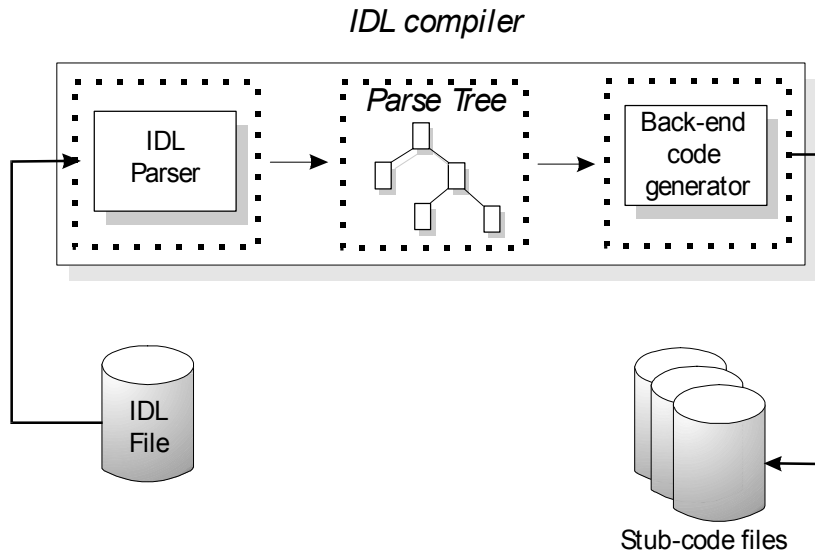 IDL compiler
IDL
Parser
Parse Tree
Back-end
code
generator
IDL
File
Stub-code files